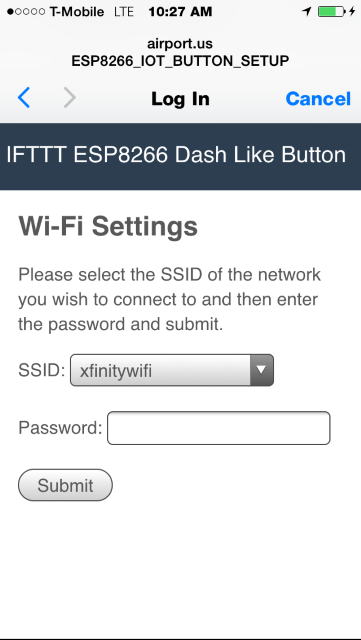 T-Mobile LTE 10:27 AM
airport.us
ESP8266_IOT_BUTTON_SETUP
Log In Cancel
IFTTT ESP8266 Dash Like Button
Wi-Fi Settings
Please select the SSID of the network
you wish to connect to and then enter
the password and submit.
SSID: xfinitywifi
Password:
Submit